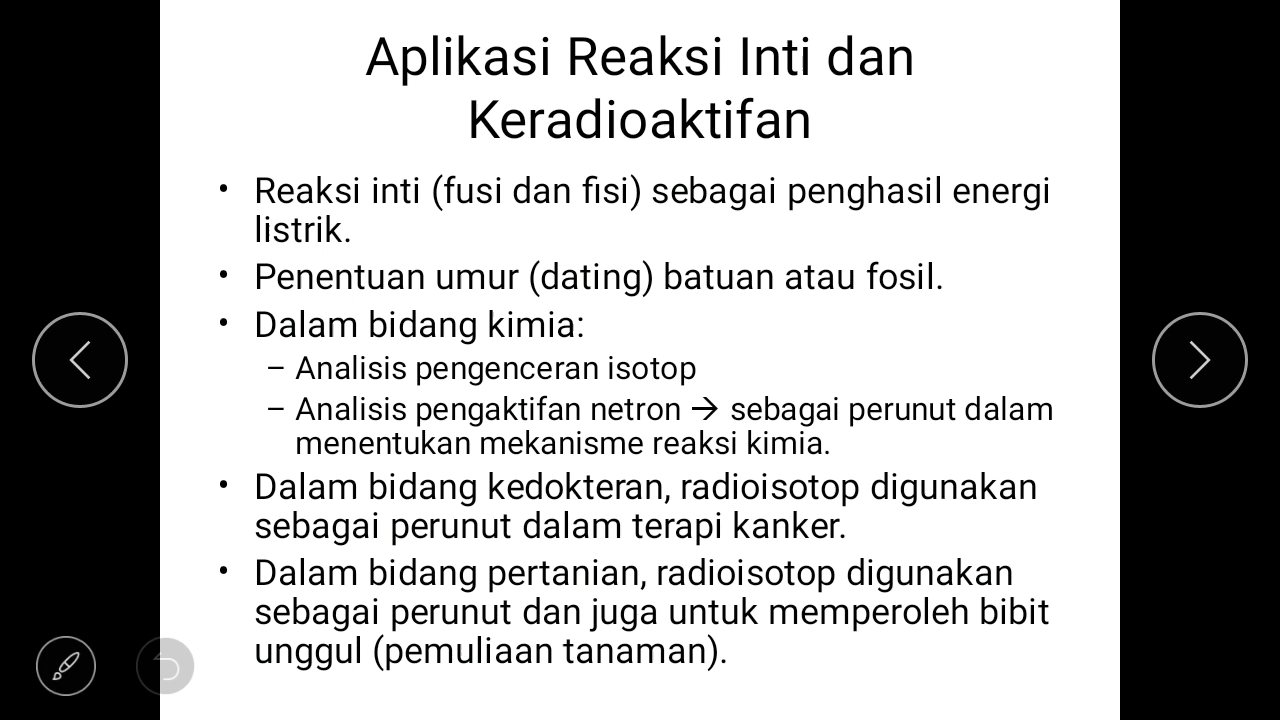 Aplikasi Reaksi Inti dan
Keradioaktifan
• Reaksi inti (fusi dan fisi) sebagai penghasil energi
listrik.
• Penentuan umur (dating) batuan atau fosil.
• Dalam bidang kimia:
– Analisis pengenceran isotop
– Analisis pengaktifan netron → sebagai perunut dalam
menentukan mekanisme reaksi kimia.
• Dalam bidang kedokteran, radioisotop digunakan
sebagai perunut dalam terapi kanker.
• Dalam bidang pertanian, radioisotop digunakan
sebagai perunut dan juga untuk memperoleh bibit
unggul (pemuliaan tanaman).